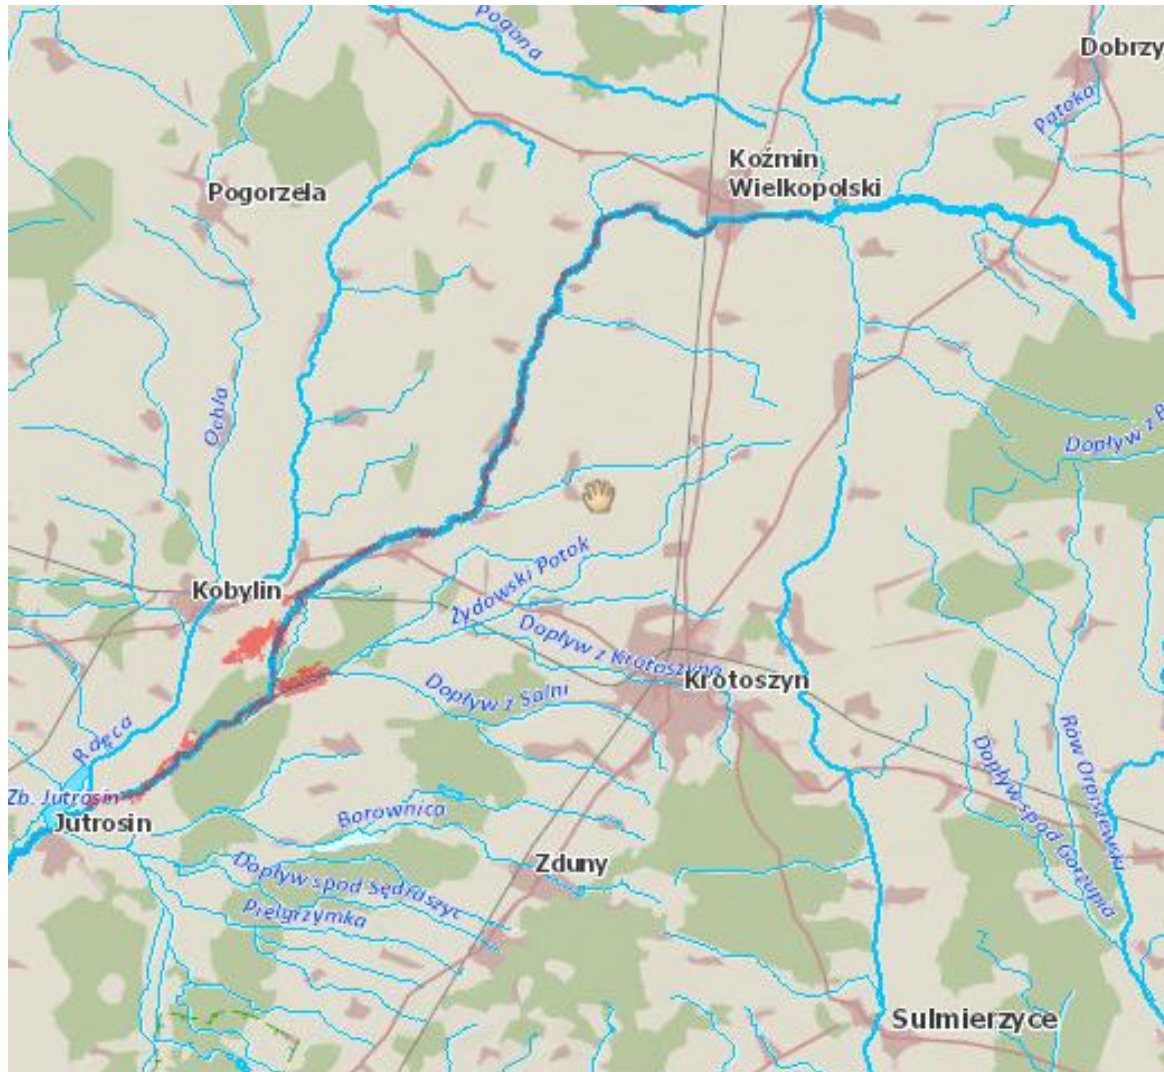 Pogona
Dobrzy
Patoka
Koźmin
Wielkopolski
Pogorzela
Ochla
Dopływ z P
Kobylin
Żydowski Potok
Dopływ z Krotoszyna
Krotoszyn
Dopływ z Salni
Rdęca
Zb. Jutrosin
Jutrosin
Borownica
Dopływ spod Gorzupia
Rów Orpiszewski
Zduny
Dopływ spod Sędraszyc
Pielgrzymka
Sulmierzyce